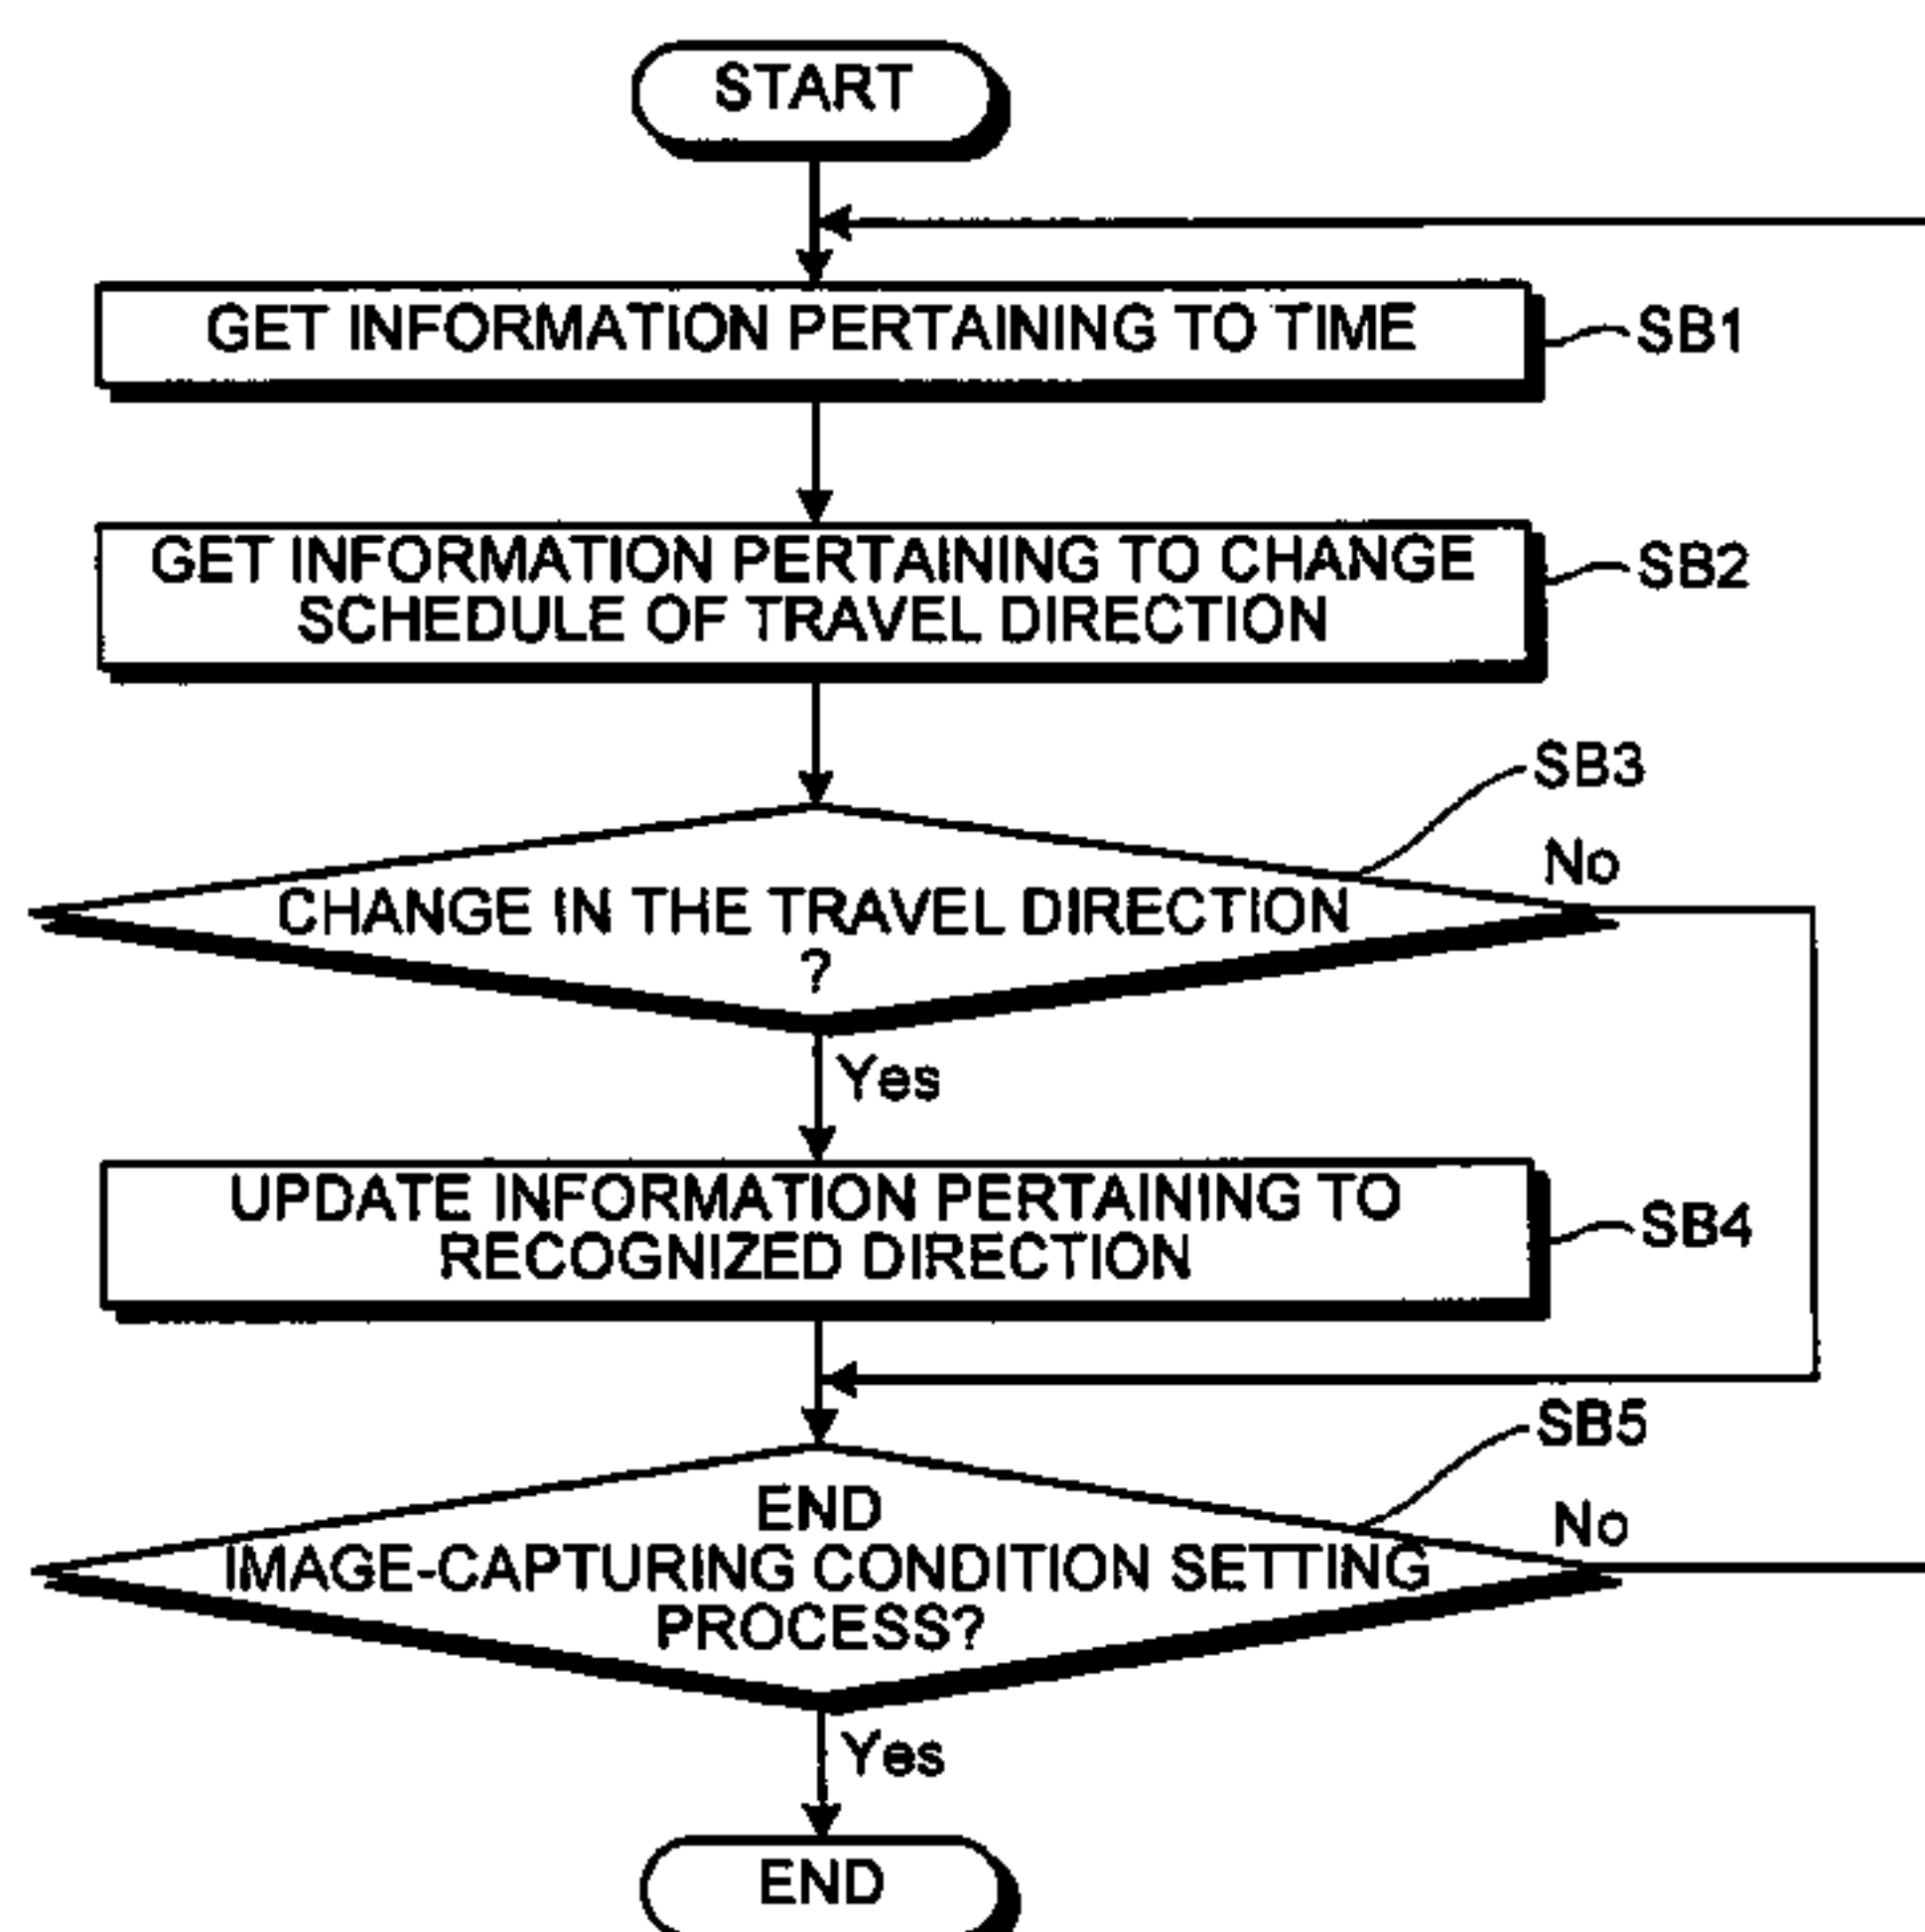 START
GET INFORMATION PERTAINING TO TIME
SB1
GET INFORMATION PERTAINING TO CHANGE
SCHEDULE OF TRAVEL DIRECTION
SB2
SB3
No
CHANGE IN THE TRAVEL DIRECTION
?
Yes
UPDATE INFORMATION PERTAINING TO
RECOGNIZED DIRECTION
SB4
SB5
No
END
IMAGE-CAPTURING CONDITION SETTING
PROCESS?
Yes
END